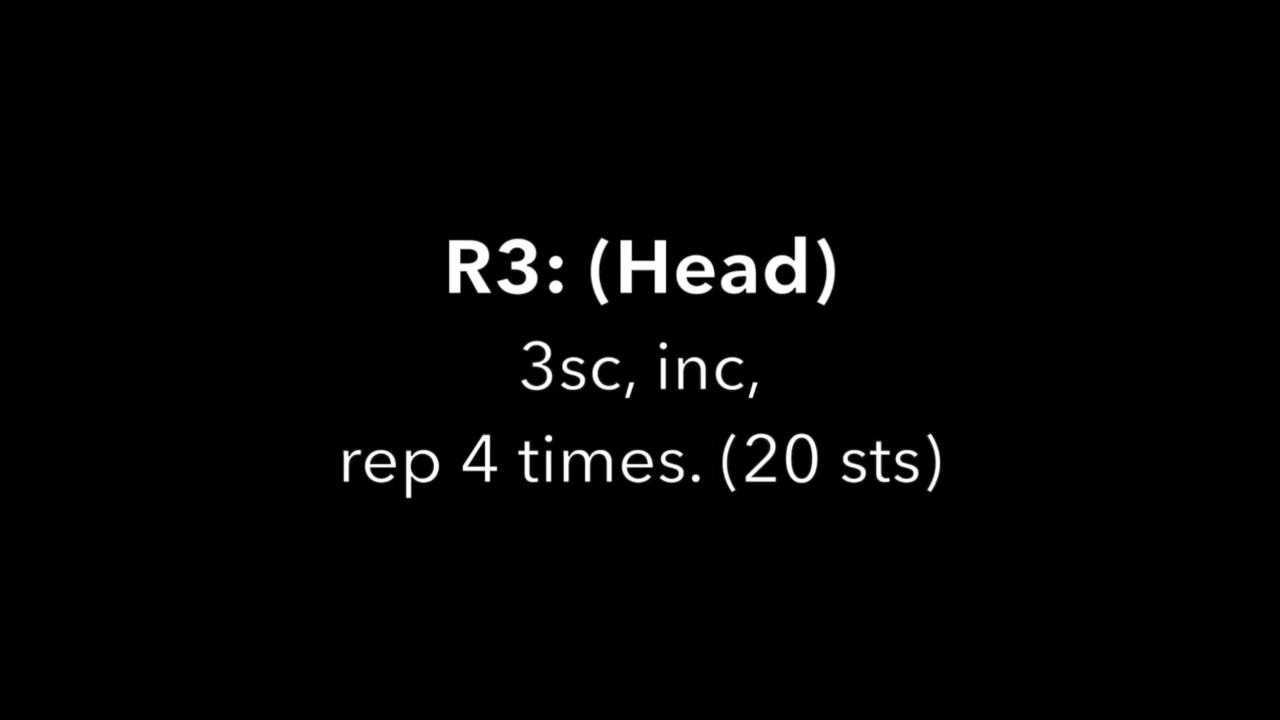 R3: (Head)
3sc, inc,
rep 4 times. (20 sts)